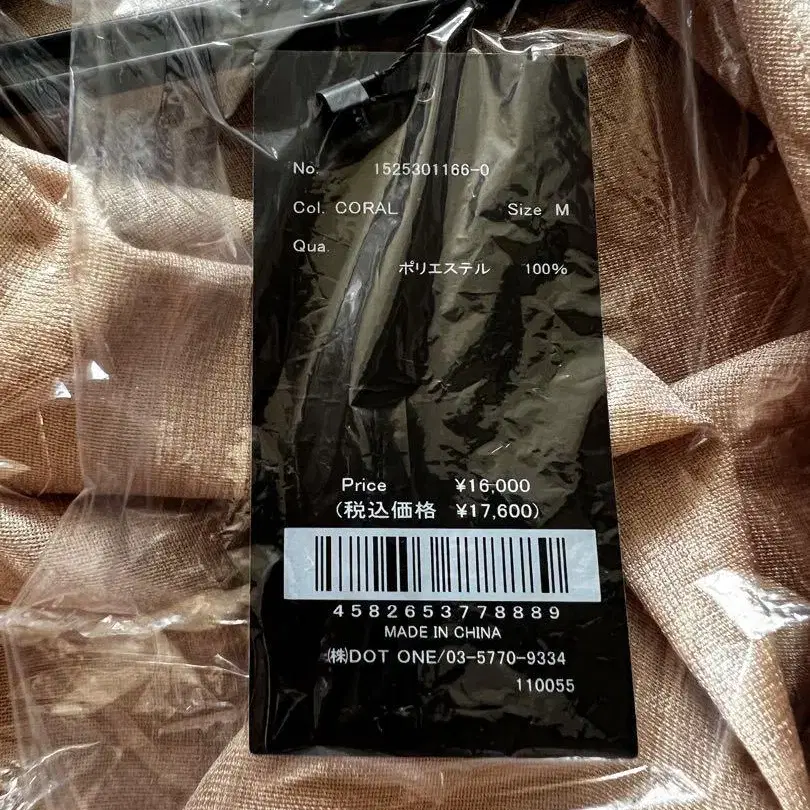 No. 1525301166-0
Col. CORAL Size M
Qua.
ポリエステル 100%
Price ¥16,000
(税込価格 ¥17,600)
4582653778889
MADE IN CHINA
㈱DOT ONE/03-5770-9334
110055